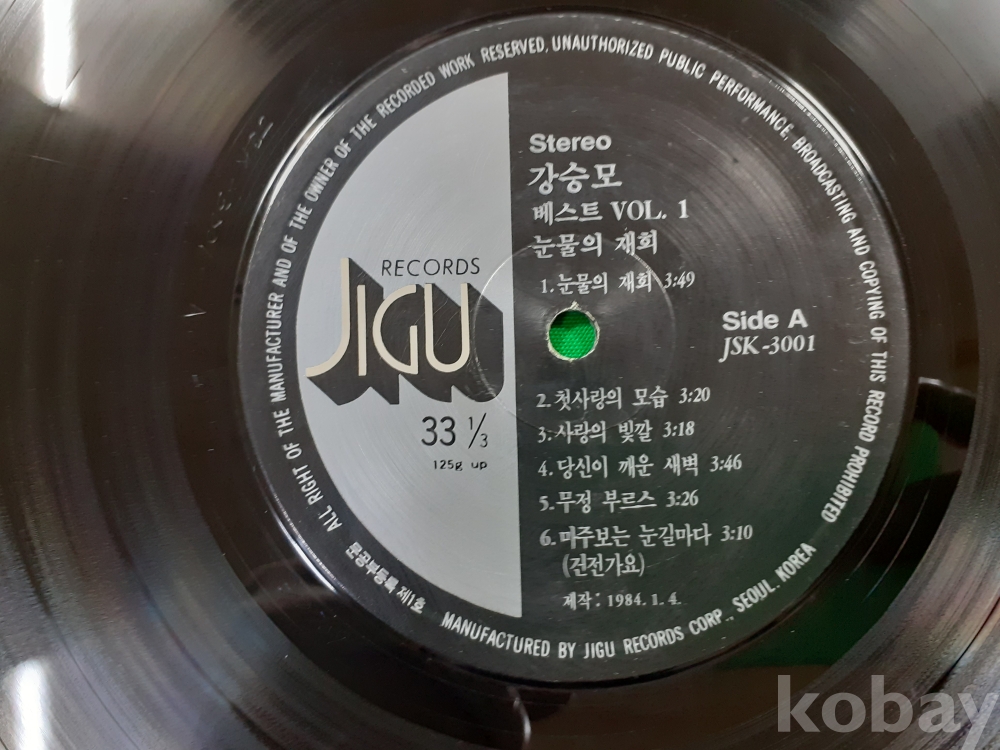 ALL RIGHT OF THE MANUFACTURER AND OF THE OWNER OF THE RECORDED WORK RESERVED, UNAUTHORIZED PUBLIC PERFORMANCE, BROADCASTING AND COPYING OF THIS RECORD PROHIBITED
Stereo
강승모
베스트 VOL. 1
눈물의 재회
1. 눈물의 재회 3:49
RECORDS
JIGU
Side A
JSK-3001
33 1/3
125g up
2. 첫사랑의 모습 3:20
3. 사랑의 빛깔 3:18
4. 당신이 깨운 새벽 3:46
5. 무정 부르스 3:26
6. 마주보는 눈길마다 3:10
(건전가요)
제작: 1984. 1. 4.
문공부등록 제1호
MANUFACTURED BY JIGU RECORDS CORP., SEOUL, KOREA
kobay